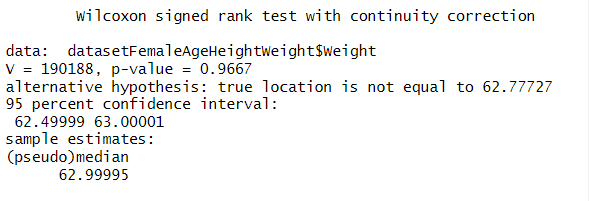 Wilcoxon signed rank test with continuity correction
data:  datasetFemaleAgeHeightWeight$Weight
V = 190188, p-value = 0.9667
alternative hypothesis: true location is not equal to 62.77727
95 percent confidence interval:
 62.49999 63.00001
sample estimates:
(pseudo)median
      62.99995